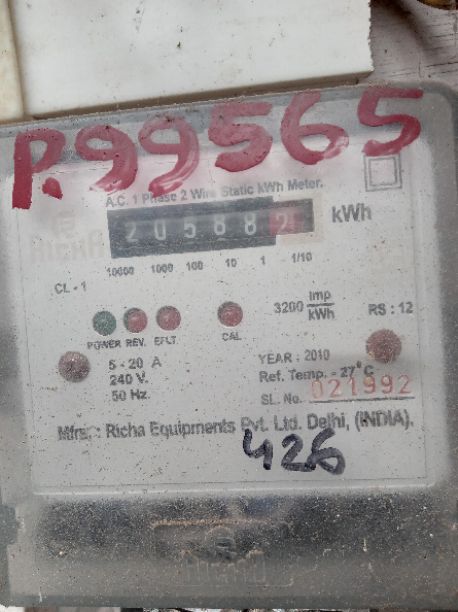 P.99565
A.C. 1 Phase 2 Wire Static kWh Meter.
20588 2 kWh
10000 1000 100 10 1 1/10
CL - 1
3200 imp/kWh
RS : 12
POWER REV. E/LT CAL
5 - 20 A
240 V.
50 Hz.
YEAR : 2010
Ref. Temp. - 27°C
SL. No. 021992
Mfrs. : Richa Equipments Pvt. Ltd. Delhi, (INDIA).
426